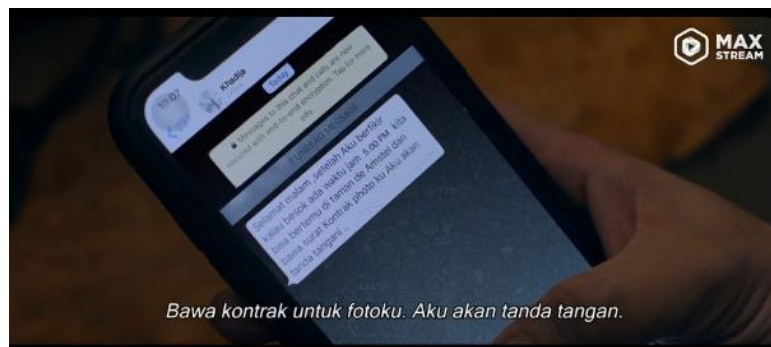 MAX
STREAM
10:07
Khadija
Today
Messages to this chat and calls are now
secured with end-to-end encryption. Tap for more
info.
1 UNREAD MESSAGE
Selamat malam ,setelah Aku berfikir
kalau besok ada waktu jam 5.00 PM kita
bisa bertemu di taman de Amstel dan
bawa surat Kontrak photo ku Aku akan
tanda tangani ..
Bawa kontrak untuk fotoku. Aku akan tanda tangan.